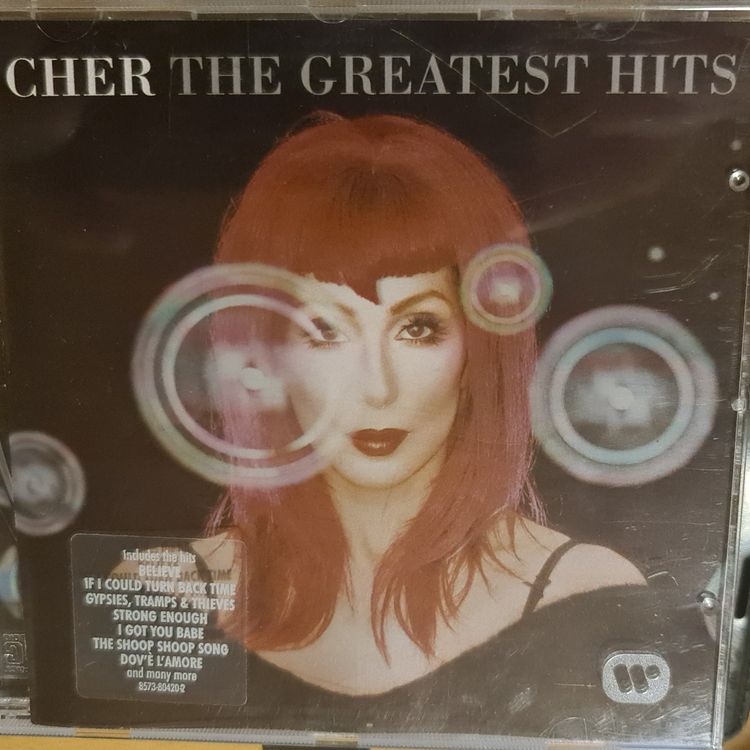 CHER THE GREATEST HITS
Includes the hits
BELIEVE
IF I COULD TURN BACK TIME
GYPSIES, TRAMPS & THIEVES
STRONG ENOUGH
I GOT YOU BABE
THE SHOOP SHOOP SONG
DOV'È L'AMORE
and many more
8573-80420-2